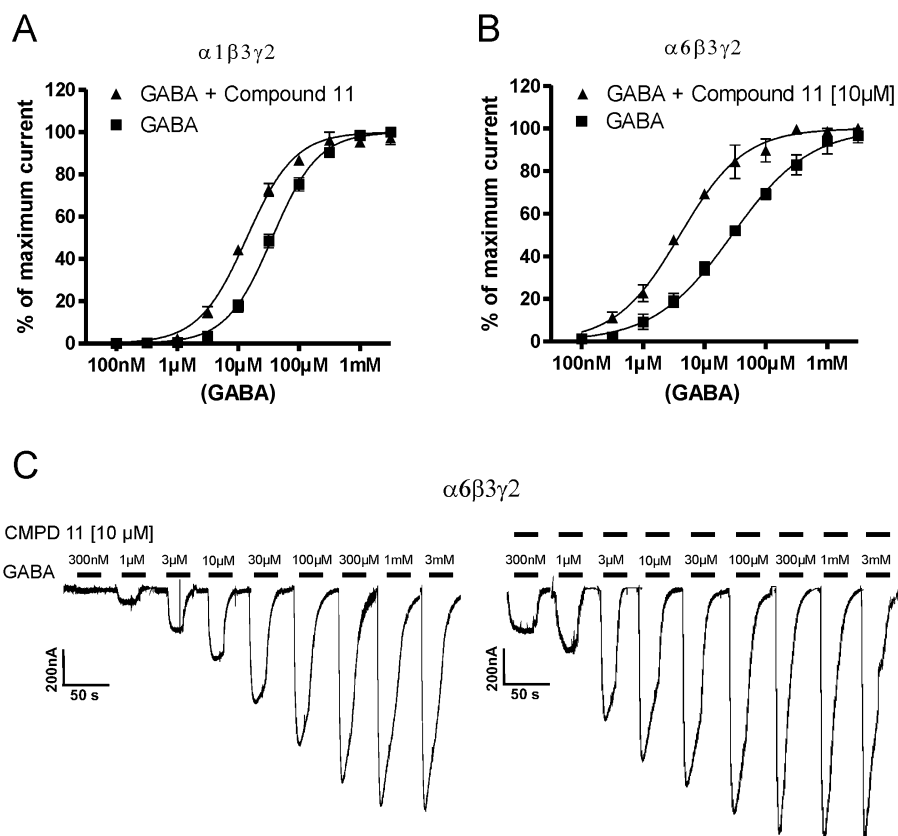 A
α1β3γ2
GABA + Compound 11
GABA
% of maximum current
120
100
80
60
40
20
0
100nM 1µM 10µM 100µM 1mM
(GABA)
B
α6β3γ2
GABA + Compound 11 [10µM]
GABA
% of maximum current
120
100
80
60
40
20
0
100nM 1µM 10µM 100µM 1mM
(GABA)
C
α6β3γ2
CMPD 11 [10 µM]
300nM 1µM 3µM 10µM 30µM 100µM 300µM 1mM 3mM
300nM 1µM 3µM 10µM 30µM 100µM 300µM 1mM 3mM
GABA
200nA
50 s
200nA
50 s